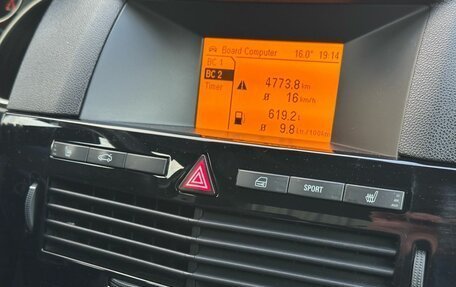 Board Computer 16.0° 19:14
BC 1
BC 2
Timer
4773.8 km
Ø 16 km/h
619.2 l
Ø 9.8 ltr/100km
SPORT